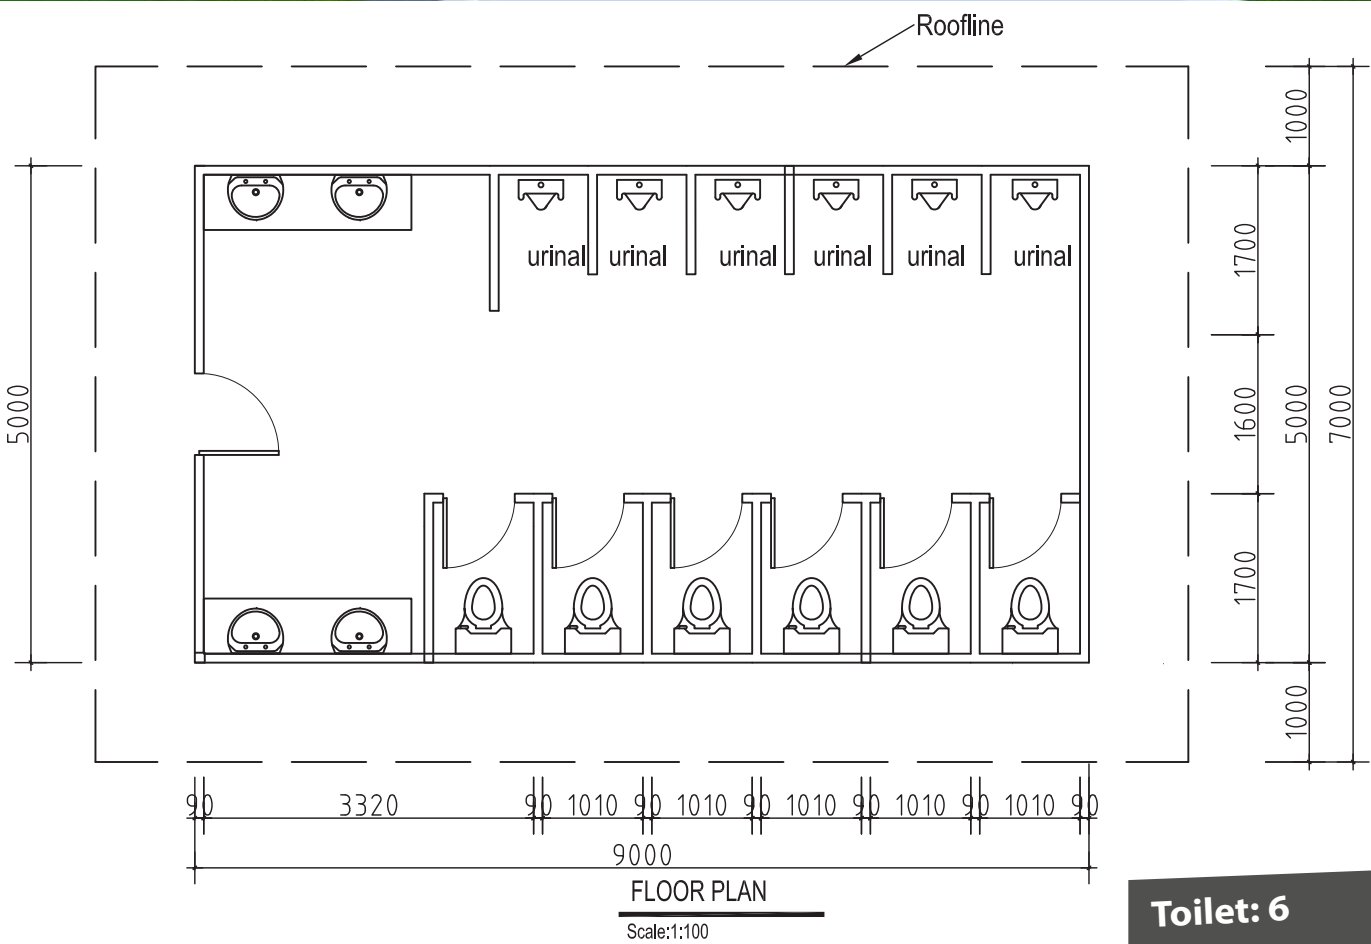 Roofline
1000
5000
1700
urinal urinal urinal urinal urinal urinal
1600
5000
7000
1700
1000
90 3320 90 1010 90 1010 90 1010 90 1010 90 1010 90
9000
FLOOR PLAN
Scale:1:100
Toilet: 6